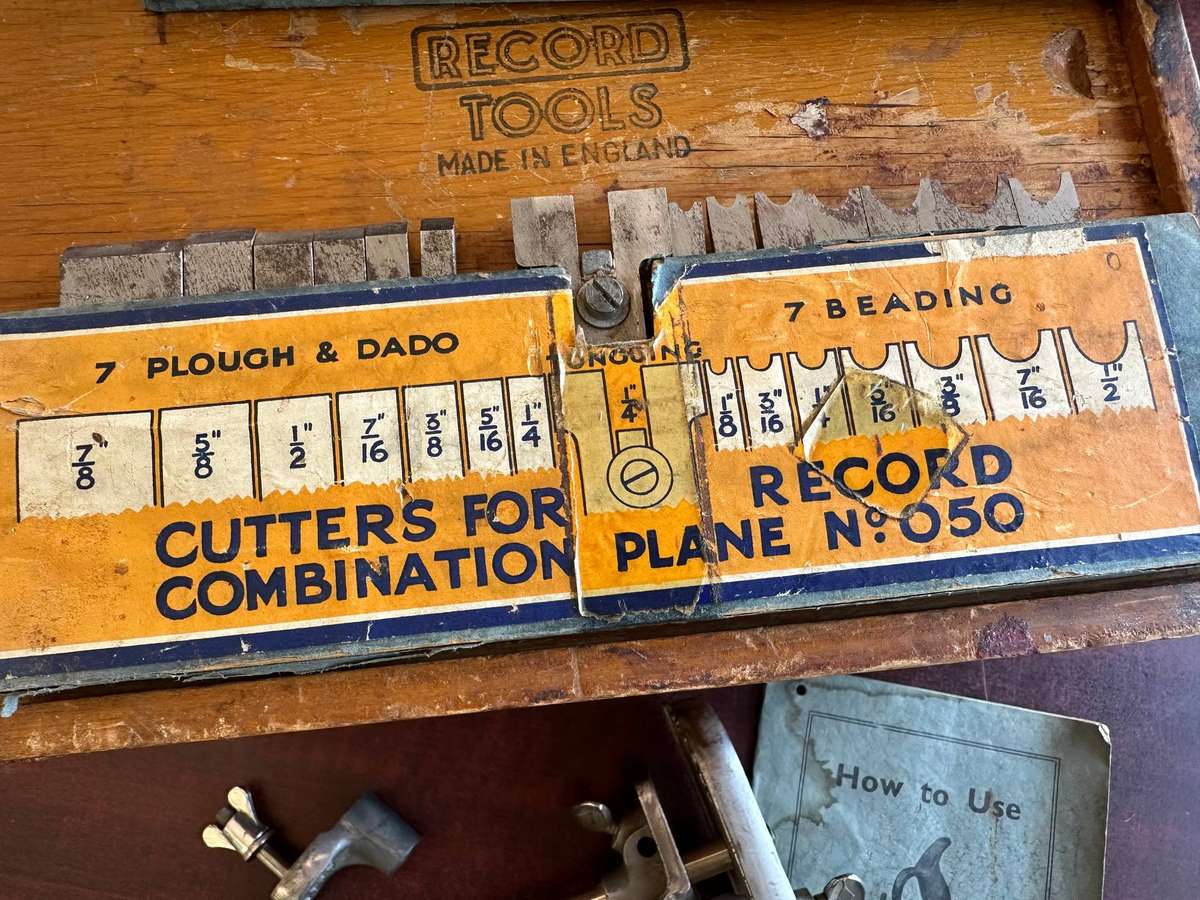 RECORD
TOOLS
MADE IN ENGLAND
7 PLOUGH & DADO
7/8" 5/8" 1/2" 7/16" 3/8" 5/16" 1/4"
TONGUING
1/4"
7 BEADING
1/8" 3/16" 5/16" 3/8" 7/16" 1/2"
CUTTERS FOR RECORD
COMBINATION PLANE Nº 050
How to Use